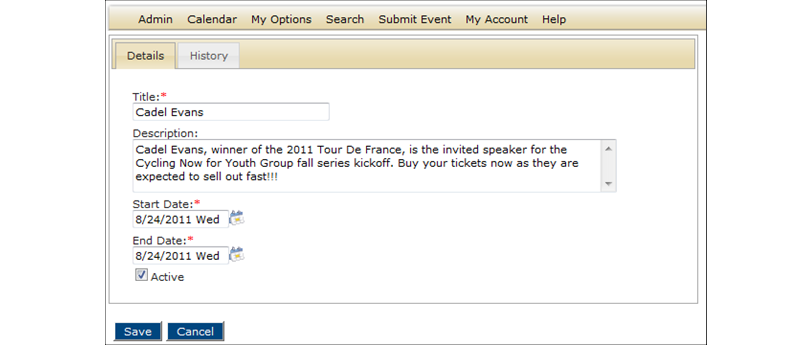 Admin Calendar My Options Search Submit Event My Account Help
Details History
Title:*
Cadel Evans
Description:
Cadel Evans, winner of the 2011 Tour De France, is the invited speaker for the
Cycling Now for Youth Group fall series kickoff. Buy your tickets now as they are
expected to sell out fast!!!
Start Date:*
8/24/2011 Wed
End Date:*
8/24/2011 Wed
Active
Save Cancel